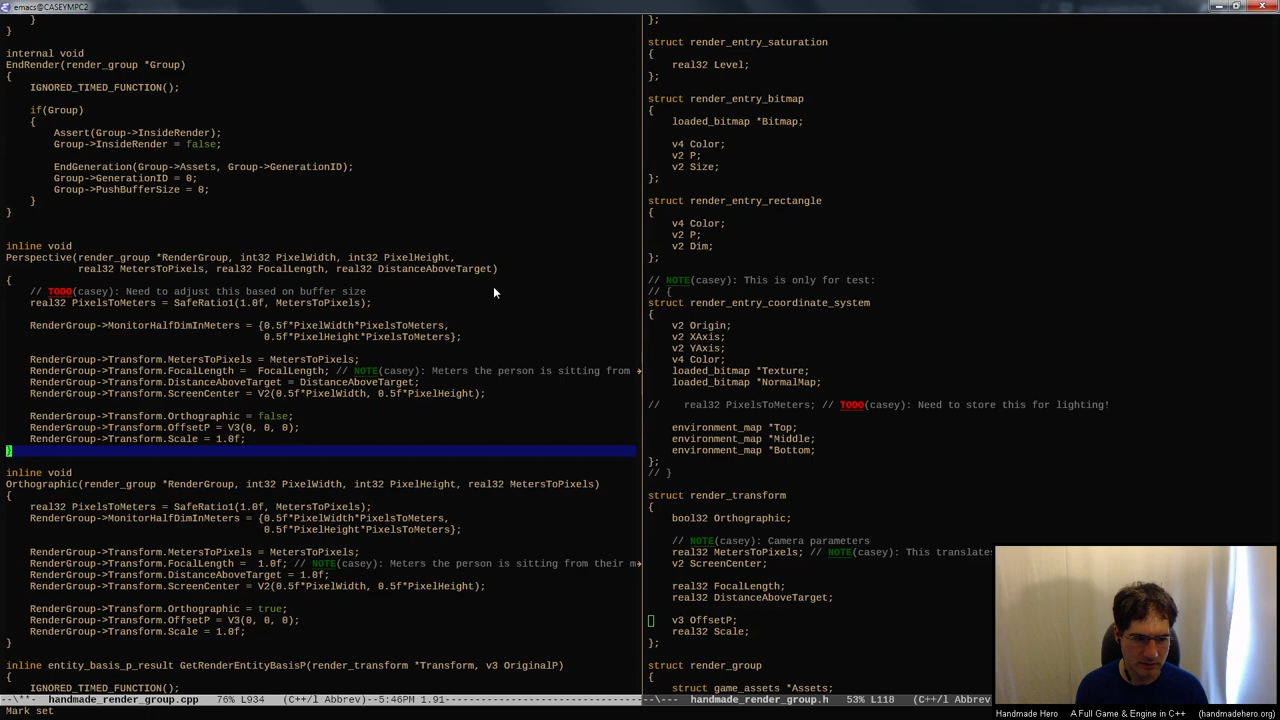 emacs@CASEYMPC2
    }
}
internal void
EndRender(render_group *Group)
{
    IGNORED_TIMED_FUNCTION();
    if(Group)
    {
        Assert(Group->InsideRender);
        Group->InsideRender = false;
        EndGeneration(Group->Assets, Group->GenerationID);
        Group->GenerationID = 0;
        Group->PushBufferSize = 0;
    }
}
inline void
Perspective(render_group *RenderGroup, int32 PixelWidth, int32 PixelHeight,
            real32 MetersToPixels, real32 FocalLength, real32 DistanceAboveTarget)
{
    // TODO(casey): Need to adjust this based on buffer size
    real32 PixelsToMeters = SafeRatio1(1.0f, MetersToPixels);
    RenderGroup->MonitorHalfDimInMeters = {0.5f*PixelWidth*PixelsToMeters,
                                           0.5f*PixelHeight*PixelsToMeters};
    RenderGroup->Transform.MetersToPixels = MetersToPixels;
    RenderGroup->Transform.FocalLength =  FocalLength; // NOTE(casey): Meters the person is sitting from
    RenderGroup->Transform.DistanceAboveTarget = DistanceAboveTarget;
    RenderGroup->Transform.ScreenCenter = V2(0.5f*PixelWidth, 0.5f*PixelHeight);
    RenderGroup->Transform.Orthographic = false;
    RenderGroup->Transform.OffsetP = V3(0, 0, 0);
    RenderGroup->Transform.Scale = 1.0f;
}
inline void
Orthographic(render_group *RenderGroup, int32 PixelWidth, int32 PixelHeight, real32 MetersToPixels)
{
    real32 PixelsToMeters = SafeRatio1(1.0f, MetersToPixels);
    RenderGroup->MonitorHalfDimInMeters = {0.5f*PixelWidth*PixelsToMeters,
                                           0.5f*PixelHeight*PixelsToMeters};
    RenderGroup->Transform.MetersToPixels = MetersToPixels;
    RenderGroup->Transform.FocalLength =  1.0f; // NOTE(casey): Meters the person is sitting from their m
    RenderGroup->Transform.DistanceAboveTarget = 1.0f;
    RenderGroup->Transform.ScreenCenter = V2(0.5f*PixelWidth, 0.5f*PixelHeight);
    RenderGroup->Transform.Orthographic = true;
    RenderGroup->Transform.OffsetP = V3(0, 0, 0);
    RenderGroup->Transform.Scale = 1.0f;
}
inline entity_basis_p_result GetRenderEntityBasisP(render_transform *Transform, v3 OriginalP)
{
    IGNORED_TIMED_FUNCTION();
--\**-  handmade_render_group.cpp   76% L934   (C++/l Abbrev)--5:46PM 1.91
Mark set
};
struct render_entry_saturation
{
    real32 Level;
};
struct render_entry_bitmap
{
    loaded_bitmap *Bitmap;
    v4 Color;
    v2 P;
    v2 Size;
};
struct render_entry_rectangle
{
    v4 Color;
    v2 P;
    v2 Dim;
};
// NOTE(casey): This is only for test:
// {
struct render_entry_coordinate_system
{
    v2 Origin;
    v2 XAxis;
    v2 YAxis;
    v4 Color;
    loaded_bitmap *Texture;
    loaded_bitmap *NormalMap;
//    real32 PixelsToMeters; // TODO(casey): Need to store this for lighting!
    environment_map *Top;
    environment_map *Middle;
    environment_map *Bottom;
};
// }
struct render_transform
{
    bool32 Orthographic;
    // NOTE(casey): Camera parameters
    real32 MetersToPixels; // NOTE(casey): This translates
    v2 ScreenCenter;
    real32 FocalLength;
    real32 DistanceAboveTarget;
    v3 OffsetP;
    real32 Scale;
};
struct render_group
{
    struct game_assets *Assets;
--\---  handmade_render_group.h   53% L118   (C++/l Abbrev)
Handmade Hero    A Full Game & Engine in C++    (handmadehero.org)